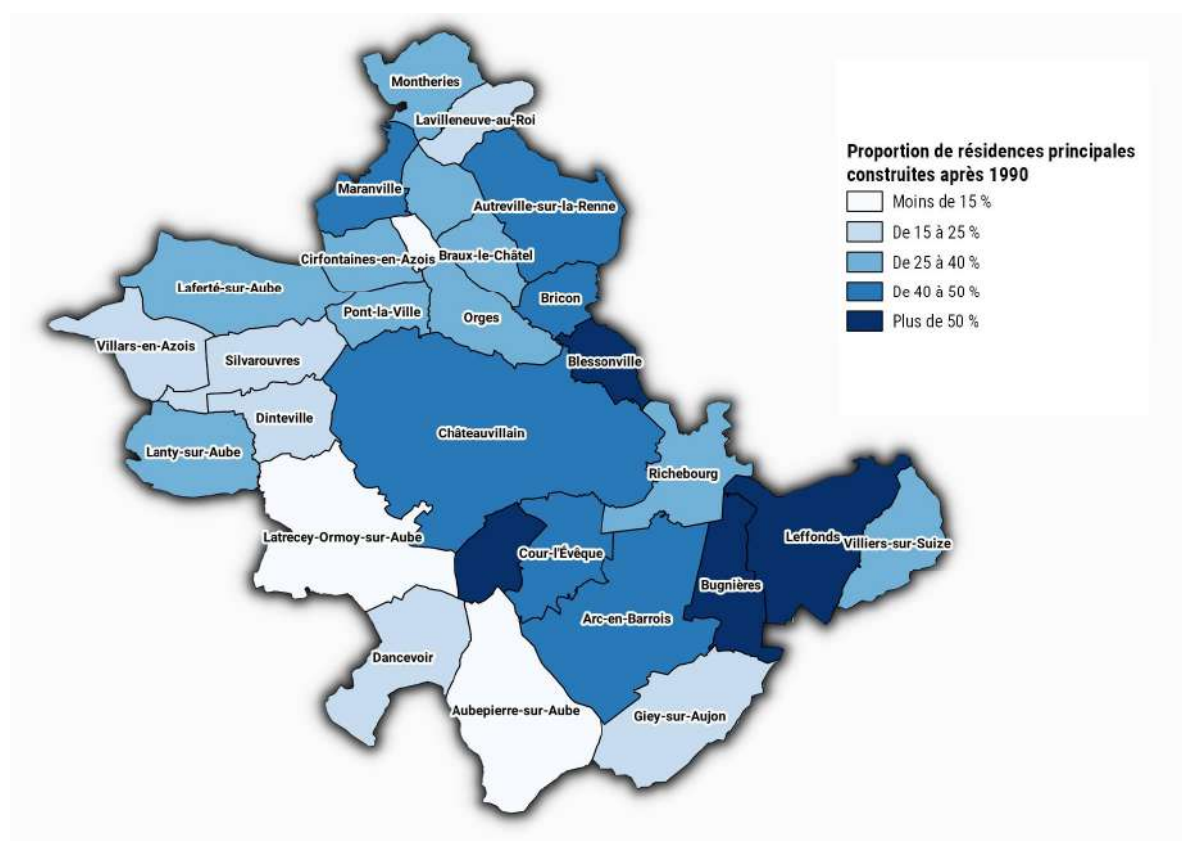 Montheries
Lavilleneuve-au-Roi
Maranville
Autreville-sur-la-Renne
Cirfontaines-en-Azois
Braux-le-Châtel
Laferté-sur-Aube
Bricon
Pont-la-Ville
Orges
Villars-en-Azois
Silvarouvres
Blessonville
Dinteville
Châteauvillain
Lanty-sur-Aube
Richebourg
Latrecey-Ormoy-sur-Aube
Cour-l'Évêque
Leffonds
Villiers-sur-Suize
Bugnières
Arc-en-Barrois
Dancevoir
Aubepierre-sur-Aube
Giey-sur-Aujon
Proportion de résidences principales
construites après 1990
Moins de 15 %
De 15 à 25 %
De 25 à 40 %
De 40 à 50 %
Plus de 50 %